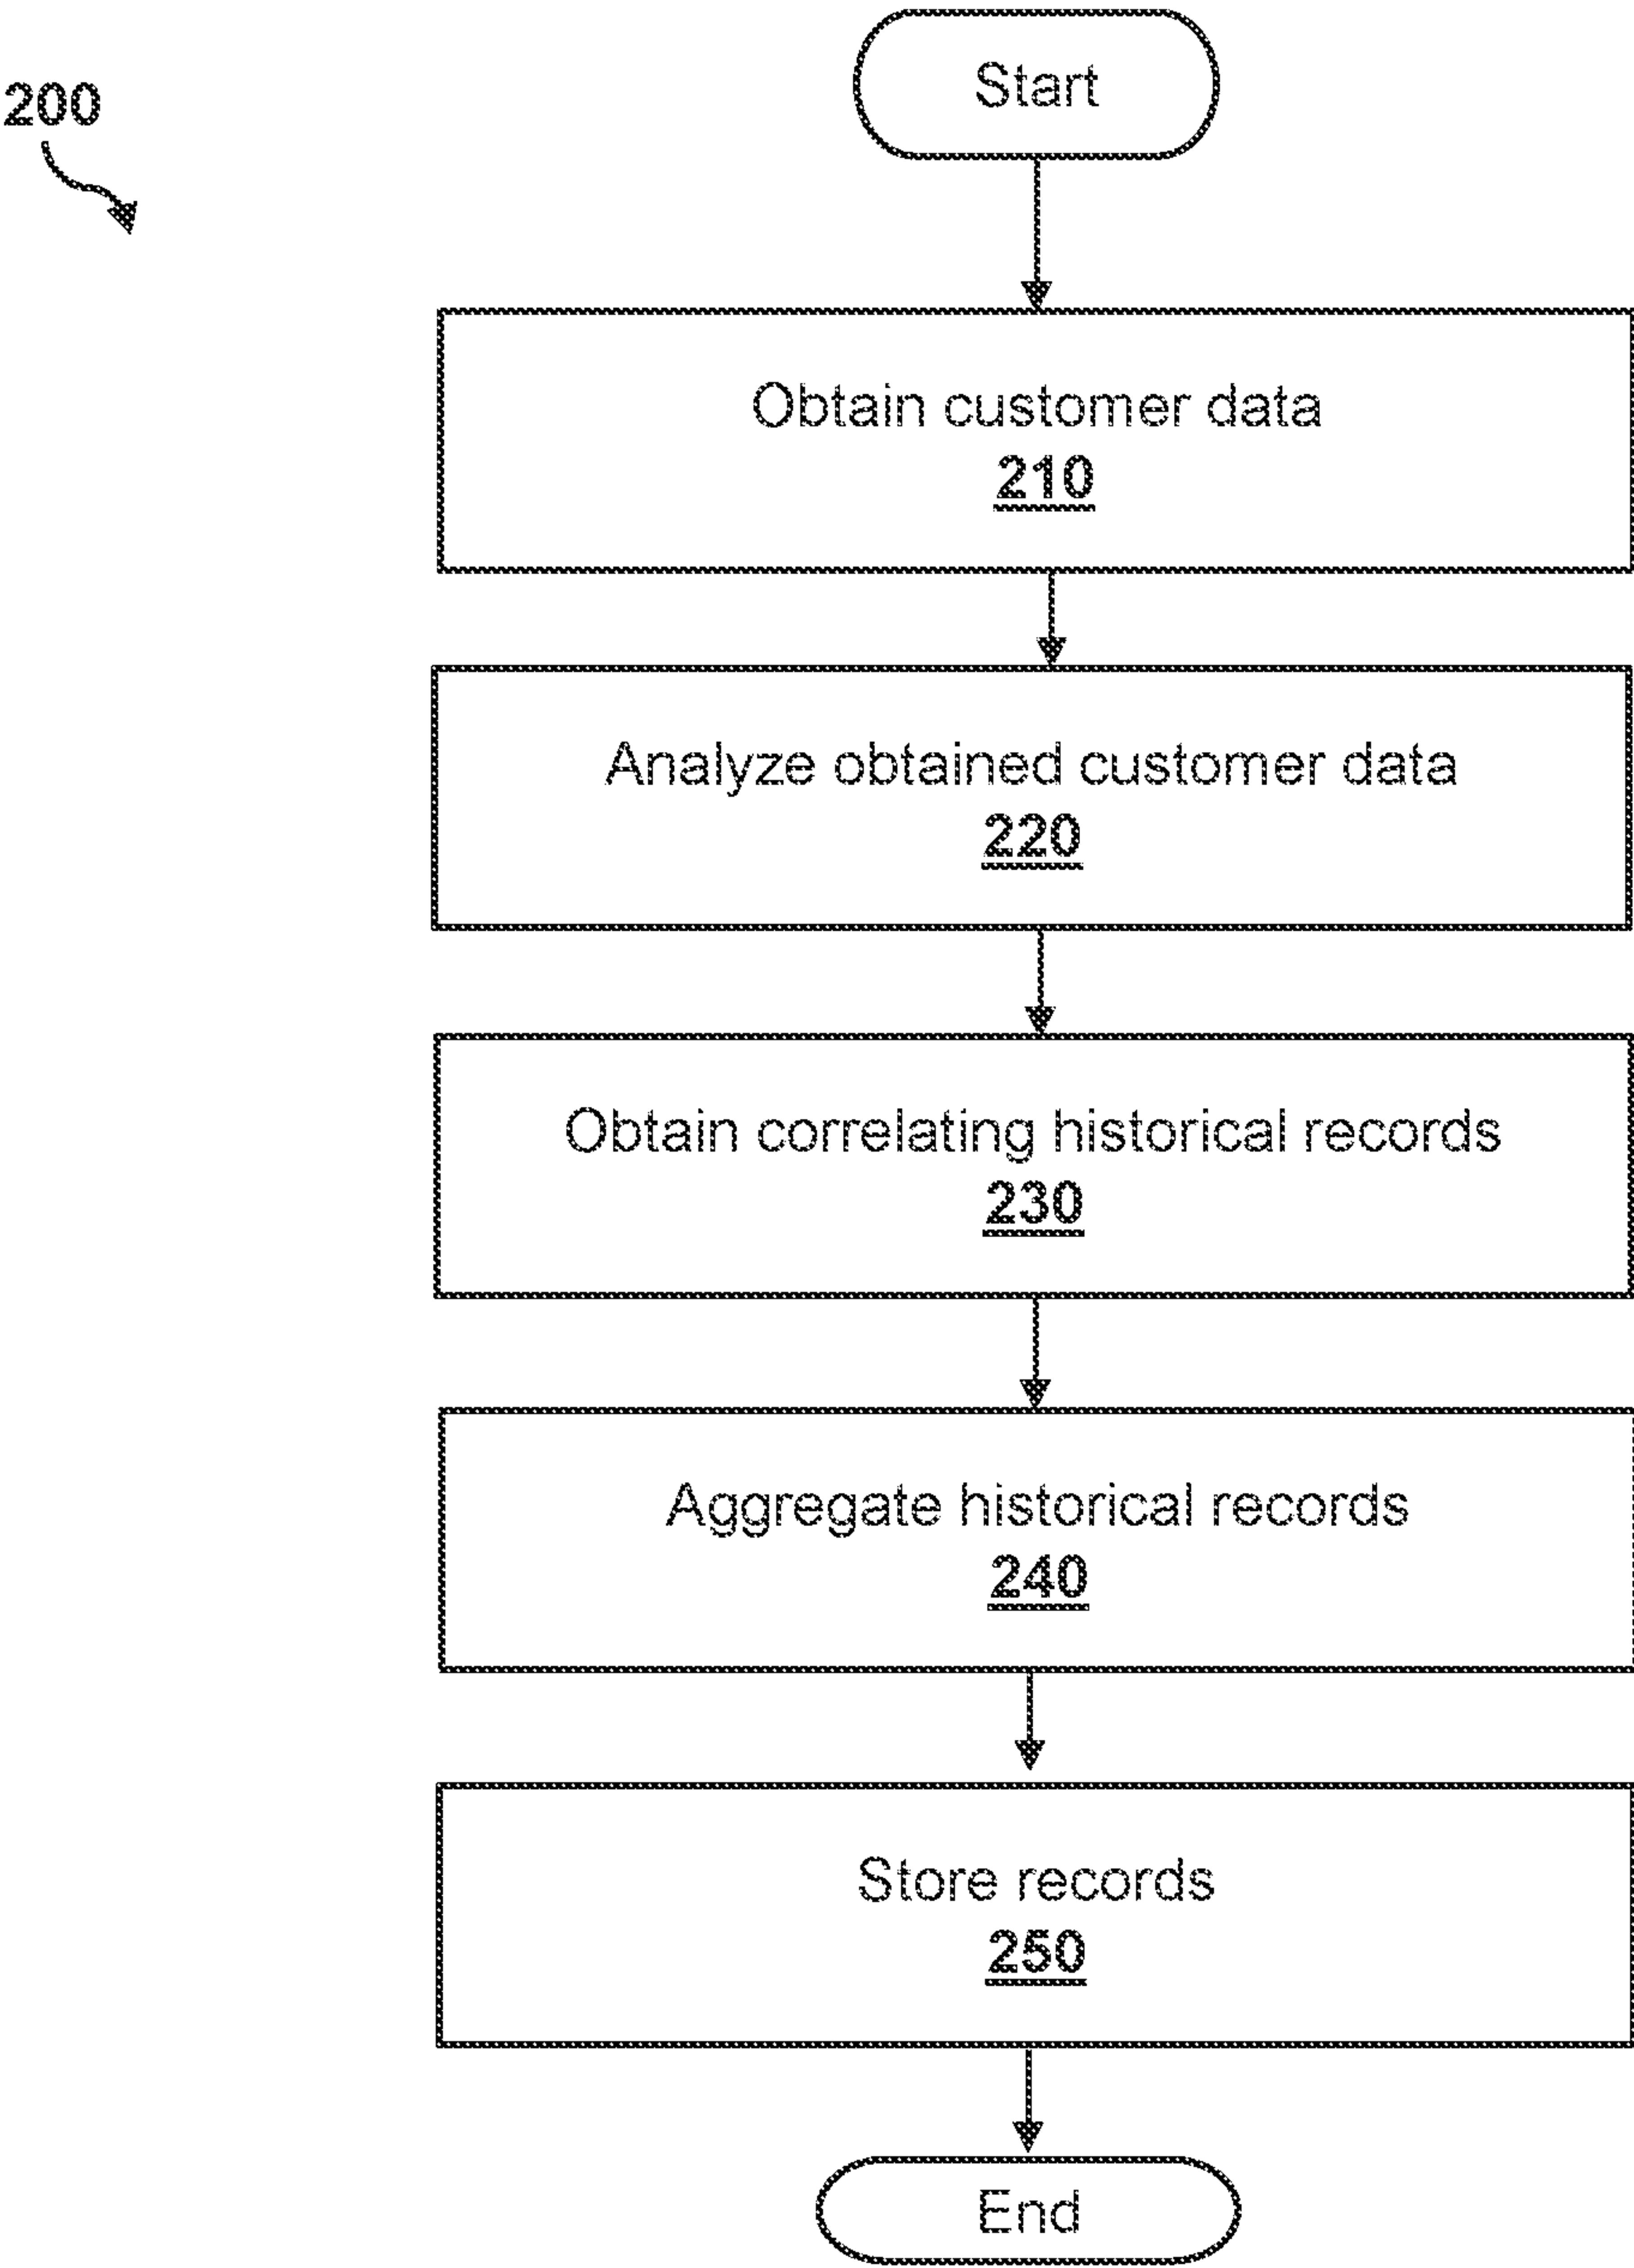 200
Start
Obtain customer data
210
Analyze obtained customer data
220
Obtain correlating historical records
230
Aggregate historical records
240
Store records
250
End